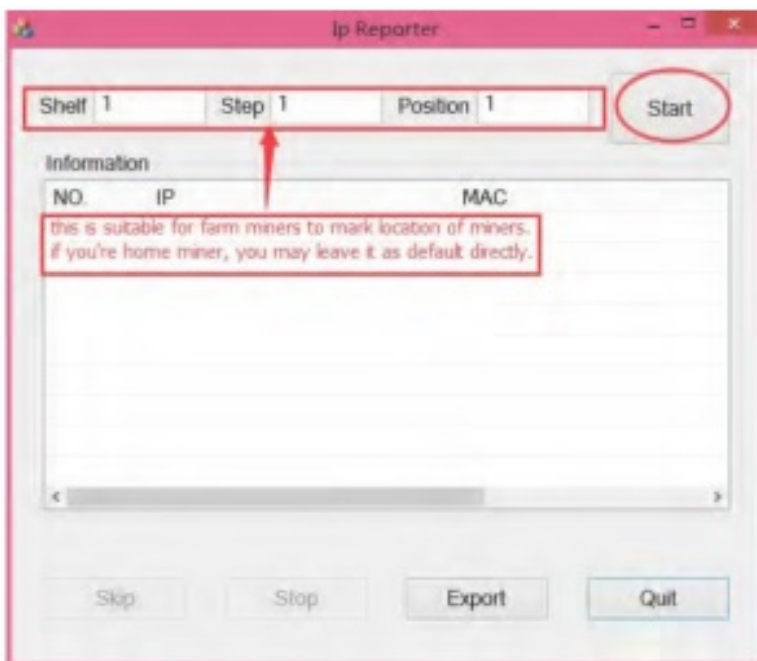 Ip Reporter
Shelf 1 Step 1 Position 1 Start
Information
NO. IP MAC
this is suitable for farm miners to mark location of miners.
if you're home miner, you may leave it as default directly.
Skip Stop Export Quit